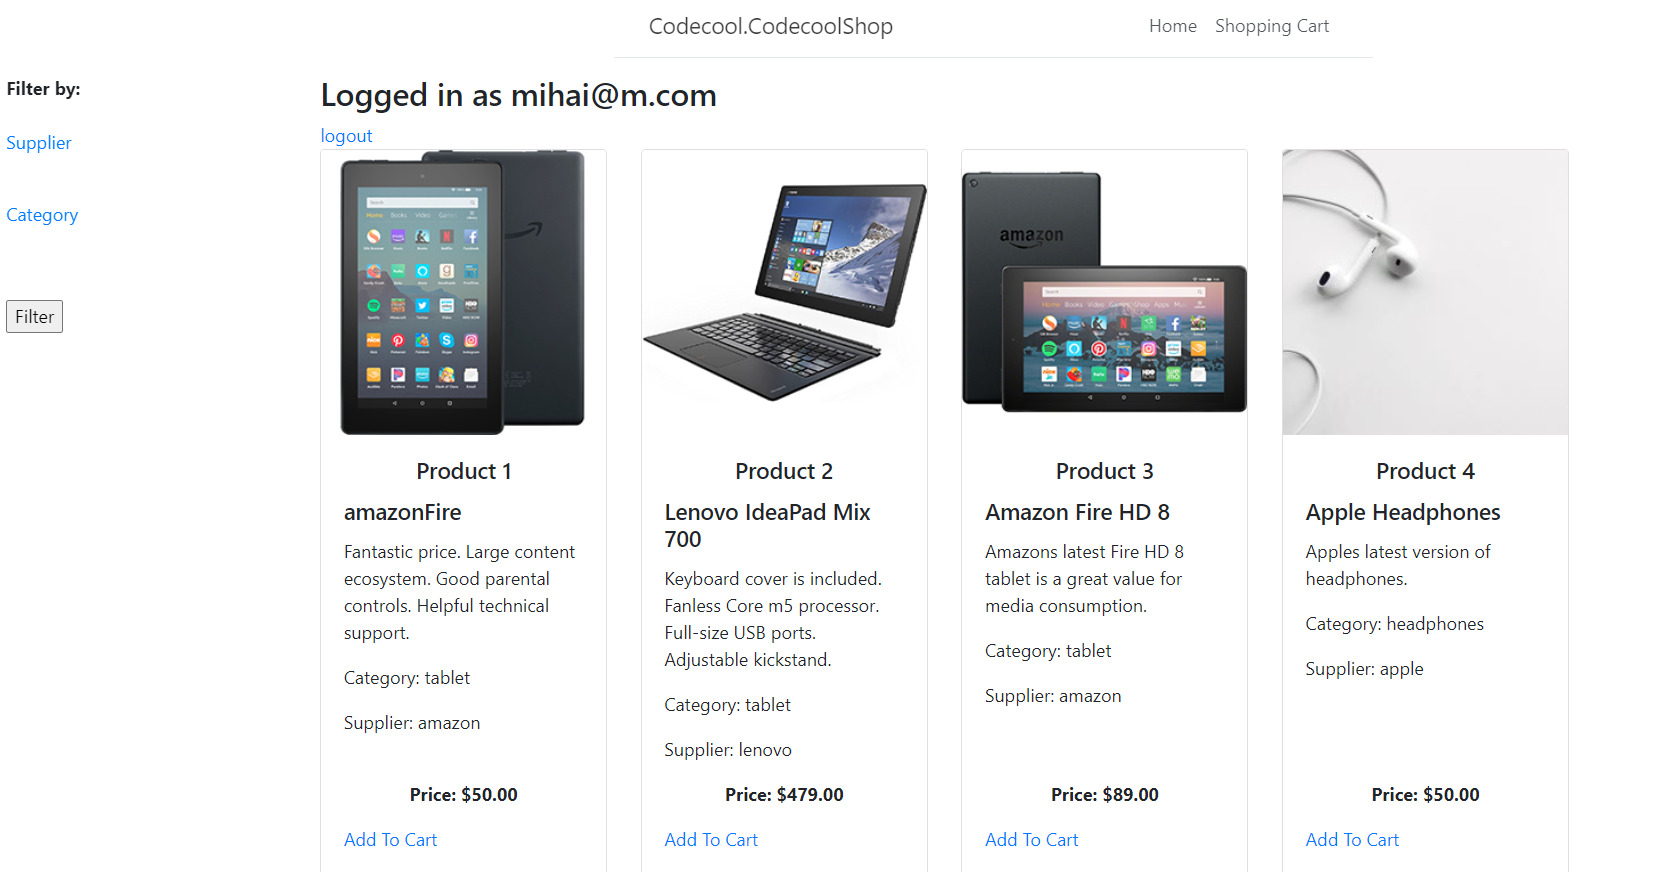 Codecool.CodecoolShop
Home Shopping Cart
Filter by:
Supplier
Category
Filter
Logged in as mihai@m.com
logout
Product 1
amazonFire
Fantastic price. Large content
ecosystem. Good parental
controls. Helpful technical
support.
Category: tablet
Supplier: amazon
Price: $50.00
Add To Cart
Product 2
Lenovo IdeaPad Mix
700
Keyboard cover is included.
Fanless Core m5 processor.
Full-size USB ports.
Adjustable kickstand.
Category: tablet
Supplier: lenovo
Price: $479.00
Add To Cart
amazon
Product 3
Amazon Fire HD 8
Amazons latest Fire HD 8
tablet is a great value for
media consumption.
Category: tablet
Supplier: amazon
Price: $89.00
Add To Cart
Product 4
Apple Headphones
Apples latest version of
headphones.
Category: headphones
Supplier: apple
Price: $50.00
Add To Cart